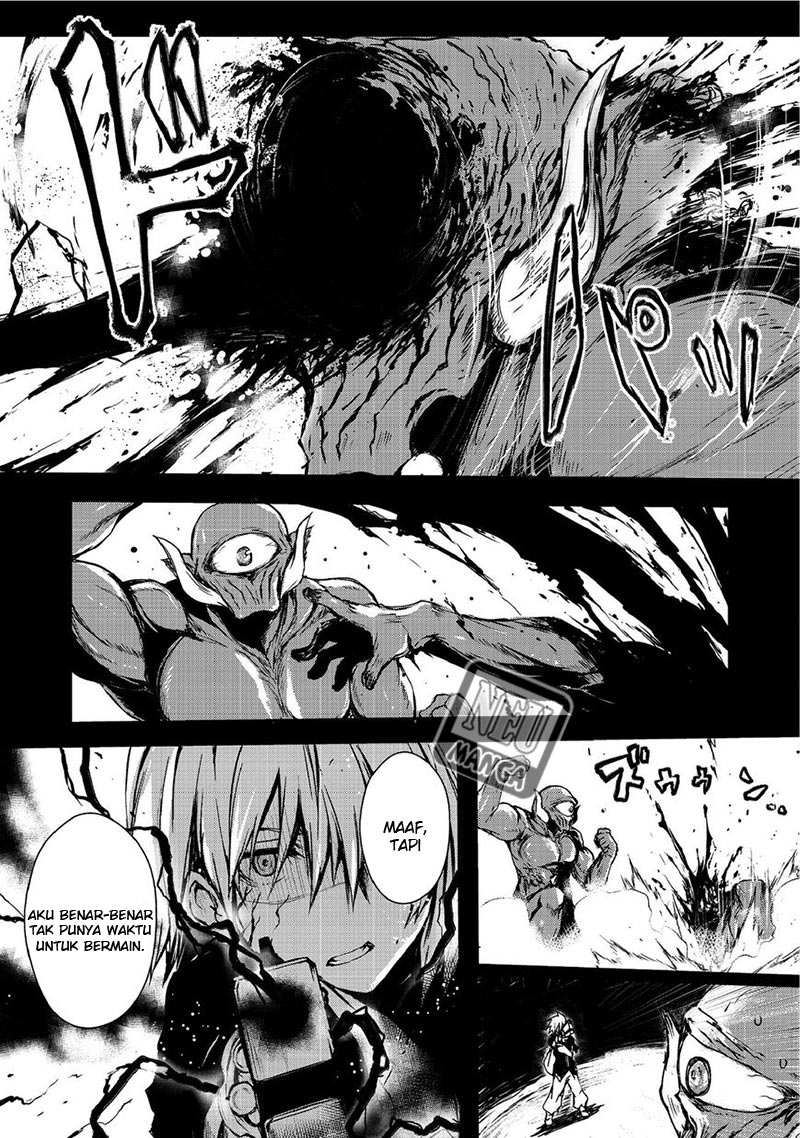 ドパッ
ズゥゥゥン
MAAF,
TAPI
AKU BENAR-BENAR
TAK PUNYA WAKTU
UNTUK BERMAIN.
NEU
MANGA